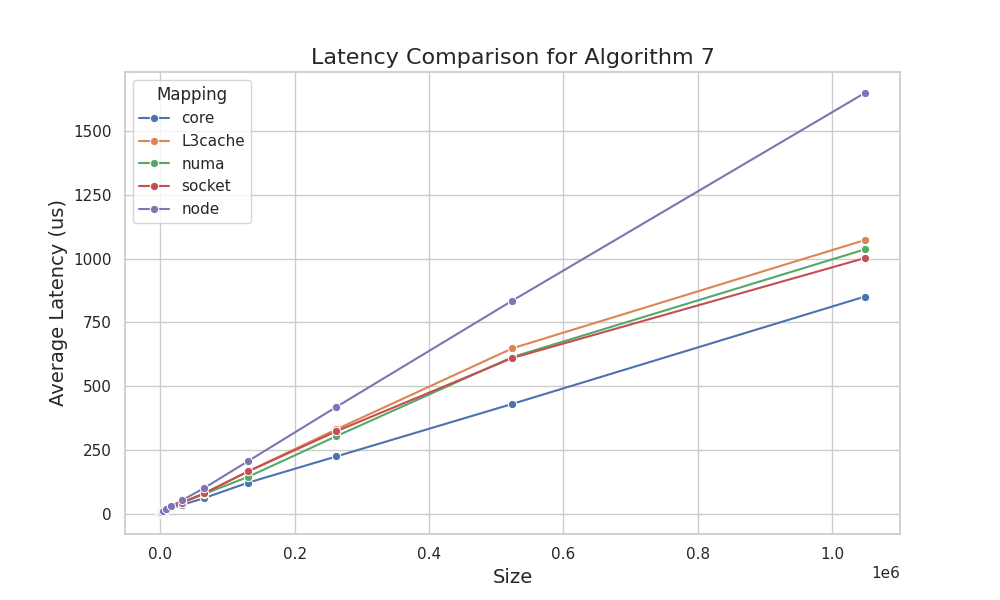 Latency Comparison for Algorithm 7
Mapping
core
L3cache
numa
socket
node
Average Latency (us)
1500
1250
1000
750
500
250
0
0.0 0.2 0.4 0.6 0.8 1.0
1e6
Size